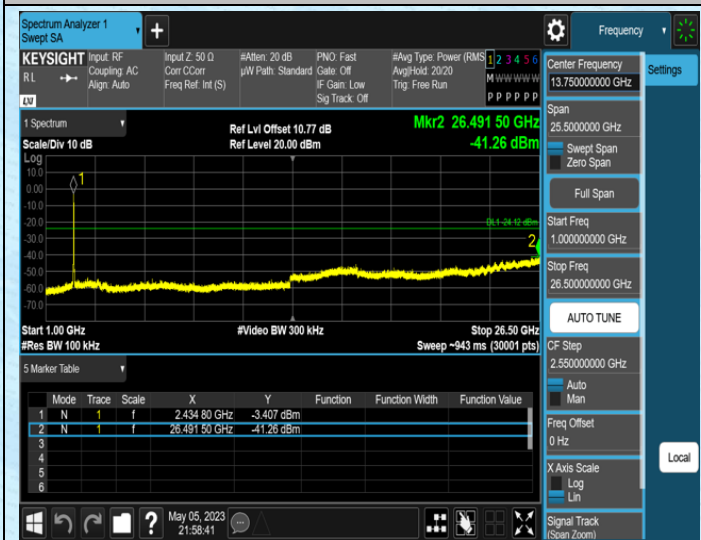 Spectrum Analyzer 1
Swept SA
+
Frequency
KEYSIGHT
RL
LXI
Input: RF
Coupling: AC
Align: Auto
Input Z: 50 Ω
Corr CCorr
Freq Ref: Int (S)
#Atten: 20 dB
µW Path: Standard
PNO: Fast
Gate: Off
IF Gain: Low
Sig Track: Off
#Avg Type: Power (RMS
Avg|Hold: 20/20
Trig: Free Run
1 2 3 4 5 6
M W W W W W
P P P P P P
1 Spectrum
Scale/Div 10 dB
Ref Lvl Offset 10.77 dB
Ref Level 20.00 dBm
Mkr2 26.491 50 GHz
-41.26 dBm
Log
10.0
0.00
-10.0
-20.0
-30.0
-40.0
-50.0
-60.0
-70.0
1
DL1 -24.12 dBm
2
Start 1.00 GHz
#Res BW 100 kHz
#Video BW 300 kHz
Stop 26.50 GHz
Sweep ~943 ms (30001 pts)
5 Marker Table
Mode Trace Scale X Y Function Function Width Function Value
1 N 1 f 2.434 80 GHz -3.407 dBm
2 N 1 f 26.491 50 GHz -41.26 dBm
3
4
5
6
?
May 05, 2023
21:58:41
Center Frequency
13.75000000 GHz
Settings
Span
25.5000000 GHz
Swept Span
Zero Span
Full Span
Start Freq
1.000000000 GHz
Stop Freq
26.500000000 GHz
AUTO TUNE
CF Step
2.550000000 GHz
Auto
Man
Freq Offset
0 Hz
X Axis Scale
Log
Lin
Signal Track
(Span Zoom)
Local